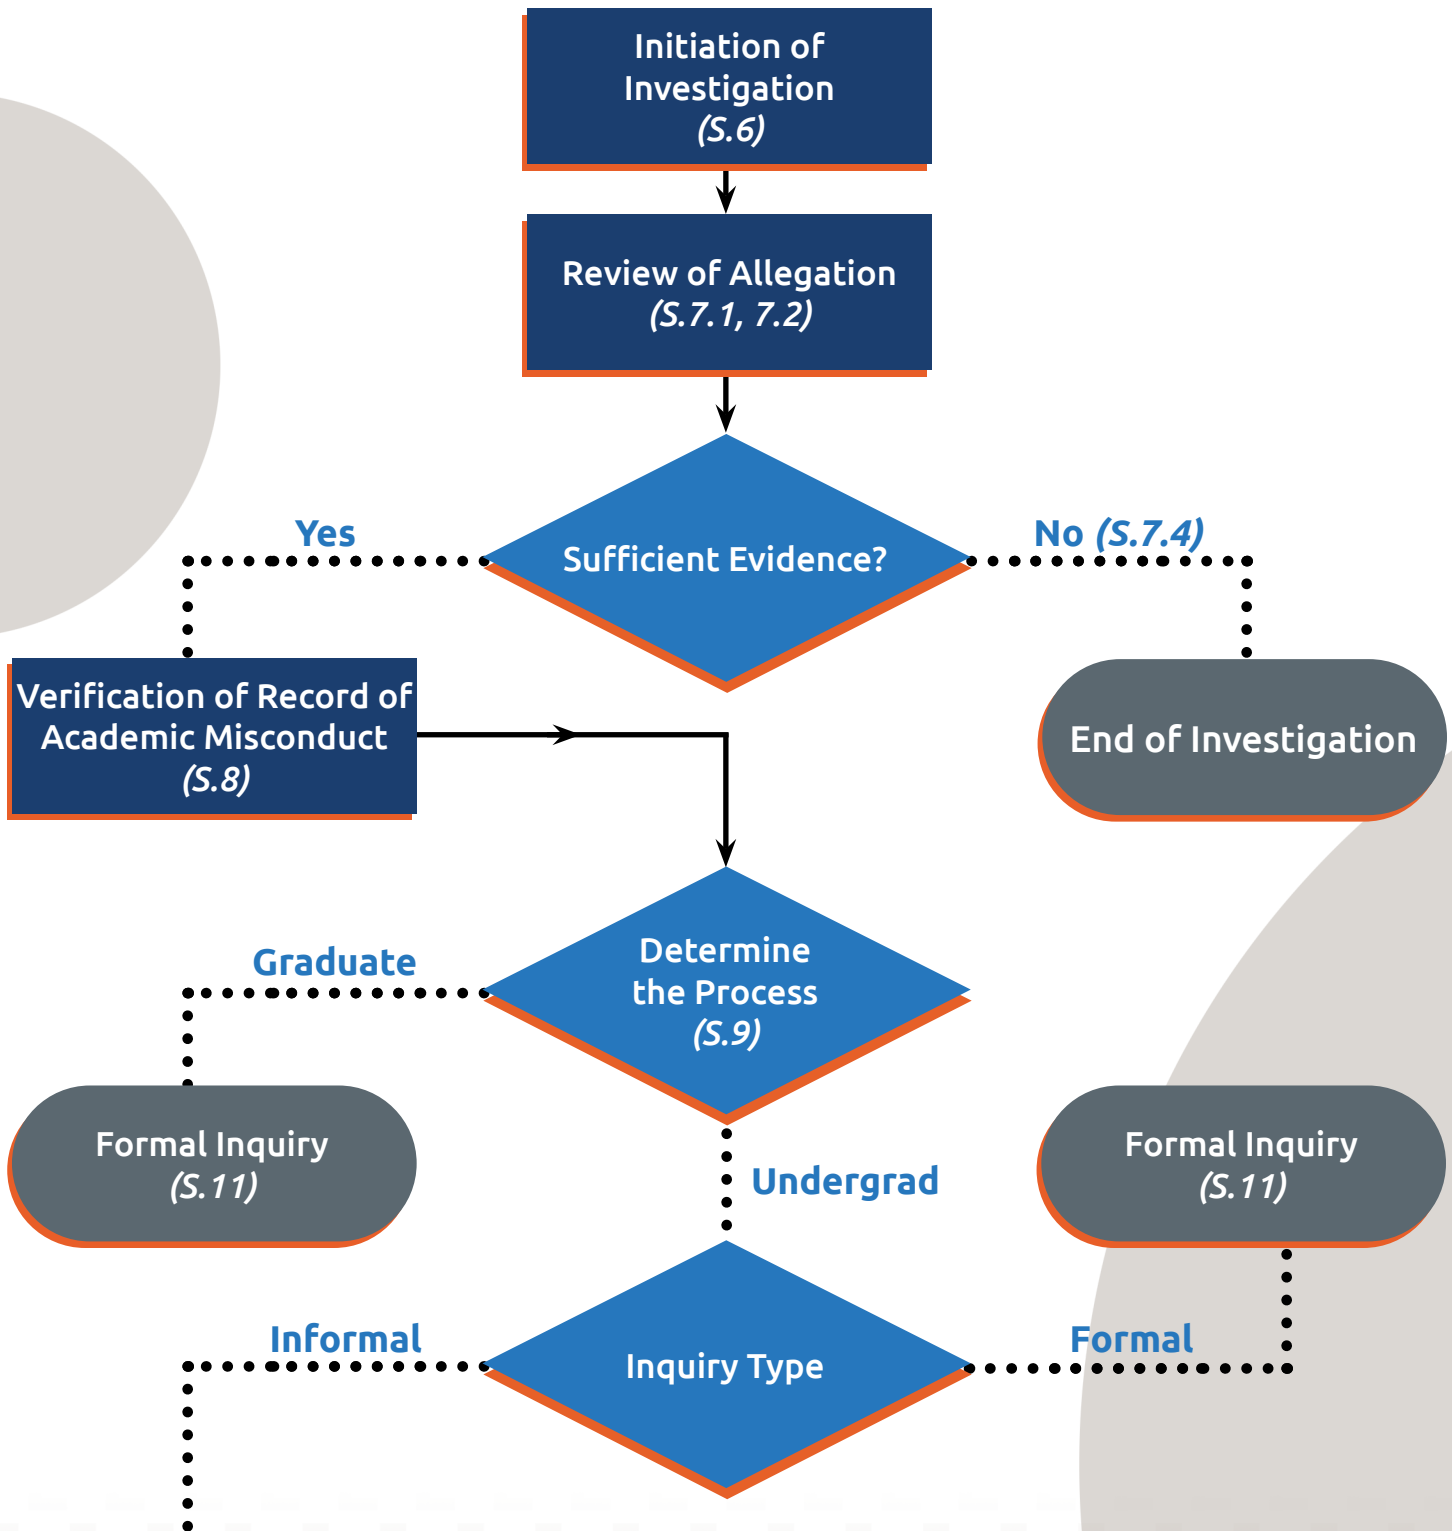 Initiation of
Investigation
(S.6)
Review of Allegation
(S.7.1, 7.2)
Yes
Sufficient Evidence?
No (S.7.4)
Verification of Record of
Academic Misconduct
(S.8)
End of Investigation
Graduate
Determine
the Process
(S.9)
Formal Inquiry
(S.11)
Undergrad
Formal Inquiry
(S.11)
Informal
Inquiry Type
Formal